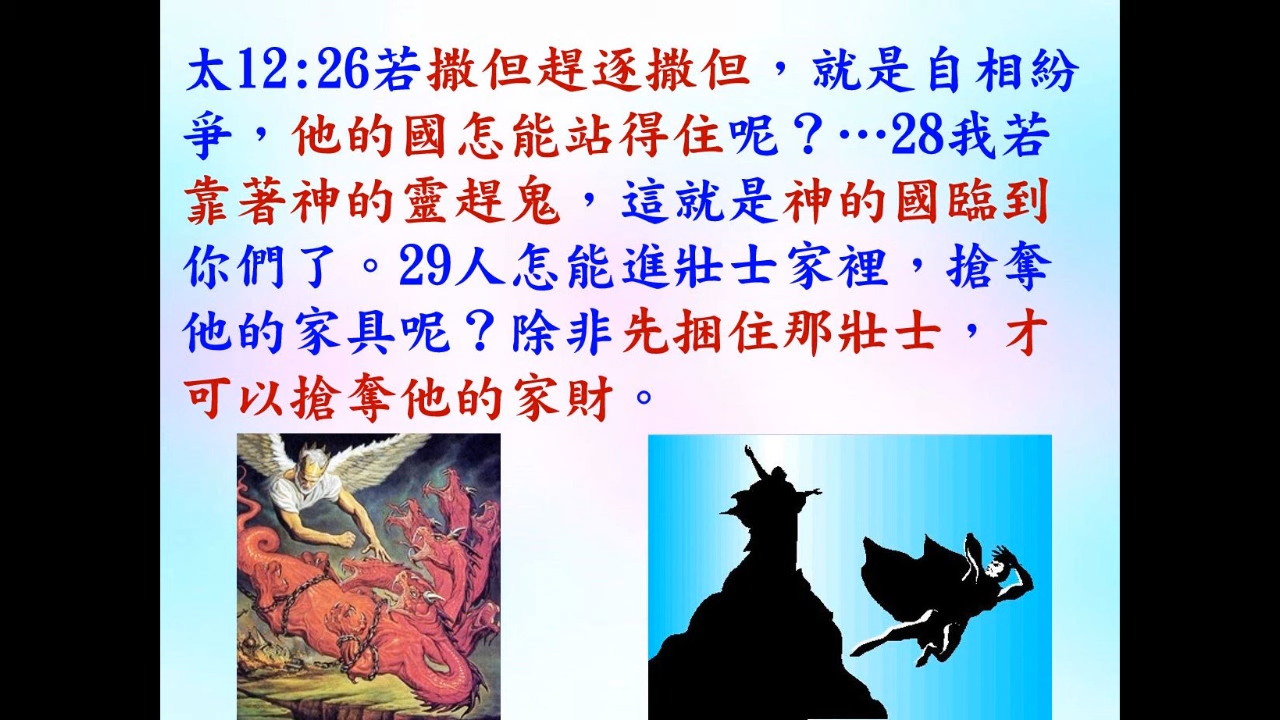 太12:26若撒但趕逐撒但，就是自相紛
爭，他的國怎能站得住呢？…28我若
靠著神的靈趕鬼，這就是神的國臨到
你們了。29人怎能進壯士家裡，搶奪
他的家具呢？除非先捆住那壯士，才
可以搶奪他的家財。